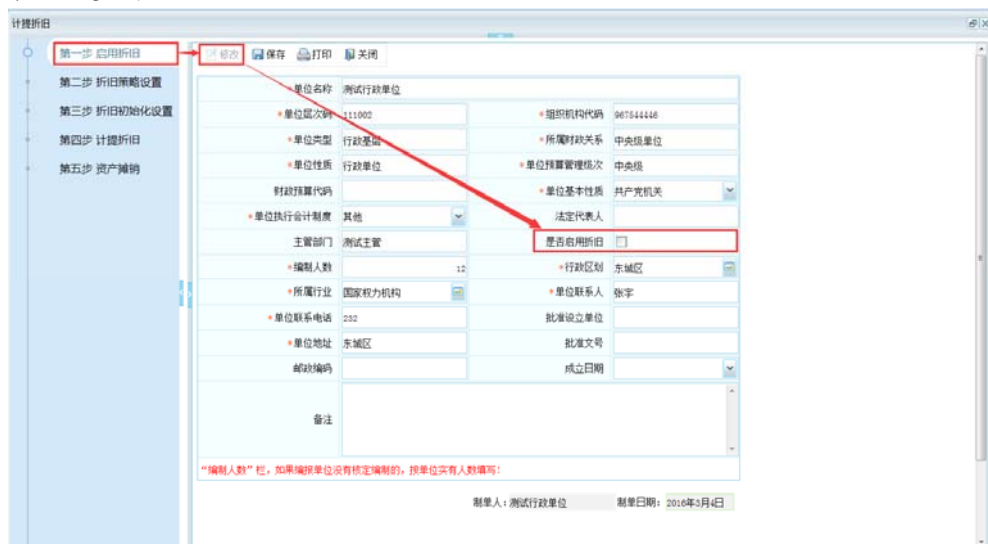 计提折旧
第一步 启用折旧
修改 保存 打印 关闭
第二步 折旧策略设置
第三步 折旧初始化设置
第四步 计提折旧
第五步 资产摊销
*单位名称 测试行政单位
*单位层次码 111002 *组织机构代码 967544446
*单位类型 行政基层 *所属财政关系 中央级单位
*单位性质 行政单位 *单位预算管理级次 中央级
财政预算代码 *单位基本性质 共产党机关
*单位执行会计制度 其他 法定代表人
主管部门 测试主管 是否启用折旧
*编制人数 12 *行政区划 东城区
*所属行业 国家权力机构 *单位联系人 张宇
*单位联系电话 232 批准设立单位
*单位地址 东城区 批准文号
邮政编码 成立日期
备注
“编制人数”栏，如果编报单位没有核定编制的，按单位实有人数填写！
制单人：测试行政单位 制单日期：2016年3月4日